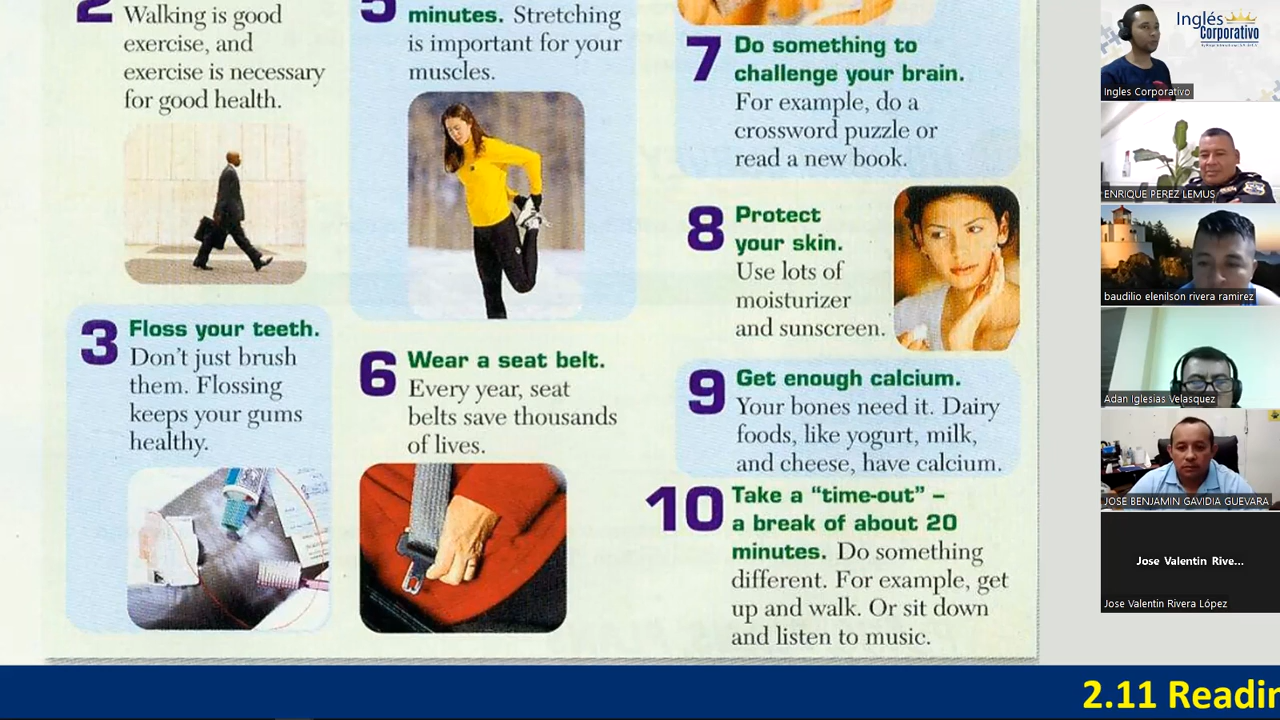 2
Walking is good
exercise, and
exercise is necessary
for good health.
3
Floss your teeth.
Don't just brush
them. Flossing
keeps your gums
healthy.
5
minutes. Stretching
is important for your
muscles.
6
Wear a seat belt.
Every year, seat
belts save thousands
of lives.
7
Do something to
challenge your brain.
For example, do a
crossword puzzle or
read a new book.
8
Protect
your skin.
Use lots of
moisturizer
and sunscreen.
9
Get enough calcium.
Your bones need it. Dairy
foods, like yogurt, milk,
and cheese, have calcium.
10
Take a “time-out” –
a break of about 20
minutes. Do something
different. For example, get
up and walk. Or sit down
and listen to music.
Inglés
Corporativo
Ingles Corporativo
ENRIQUE PEREZ LEMUS
baudilio elenilson rivera ramirez
Adan Iglesias Velasquez
JOSE BENJAMIN GAVIDIA GUEVARA
Jose Valentin Rive...
Jose Valentin Rivera López
2.11 Readin